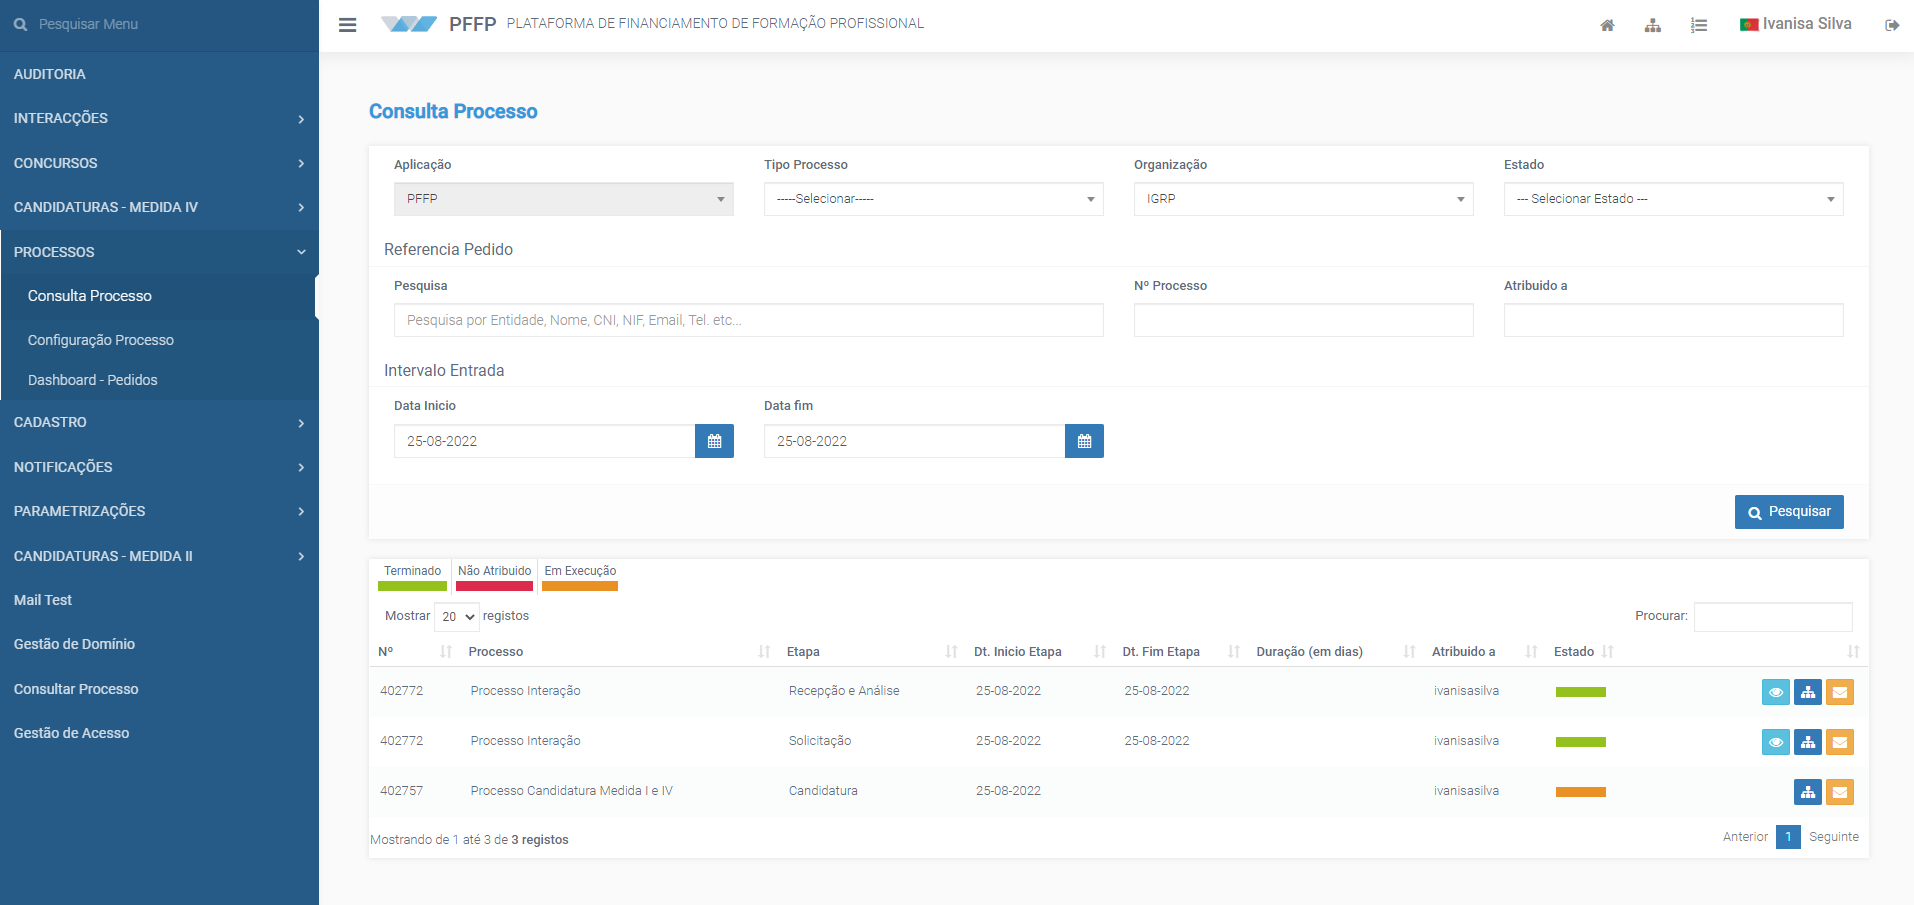 Pesquisar Menu
AUDITORIA
INTERACÇÕES
CONCURSOS
CANDIDATURAS - MEDIDA IV
PROCESSOS
Consulta Processo
Configuração Processo
Dashboard - Pedidos
CADASTRO
NOTIFICAÇÕES
PARAMETRIZAÇÕES
CANDIDATURAS - MEDIDA II
Mail Test
Gestão de Domínio
Consultar Processo
Gestão de Acesso
PFFP PLATAFORMA DE FINANCIAMENTO DE FORMAÇÃO PROFISSIONAL
Ivanisa Silva
Consulta Processo
Aplicação Tipo Processo Organização Estado
PFFP -----Selecionar----- IGRP --- Selecionar Estado ---
Referencia Pedido
Pesquisa Nº Processo Atribuido a
Pesquisa por Entidade, Nome, CNI, NIF, Email, Tel. etc...
Intervalo Entrada
Data Inicio Data fim
25-08-2022 25-08-2022
Pesquisar
Terminado Não Atribuido Em Execução
Mostrar 20 registos Procurar:
Nº Processo Etapa Dt. Inicio Etapa Dt. Fim Etapa Duração (em dias) Atribuido a Estado
402772 Processo Interação Recepção e Análise 25-08-2022 25-08-2022 ivanisasilva
402772 Processo Interação Solicitação 25-08-2022 25-08-2022 ivanisasilva
402757 Processo Candidatura Medida I e IV Candidatura 25-08-2022 ivanisasilva
Mostrando de 1 até 3 de 3 registos Anterior 1 Seguinte